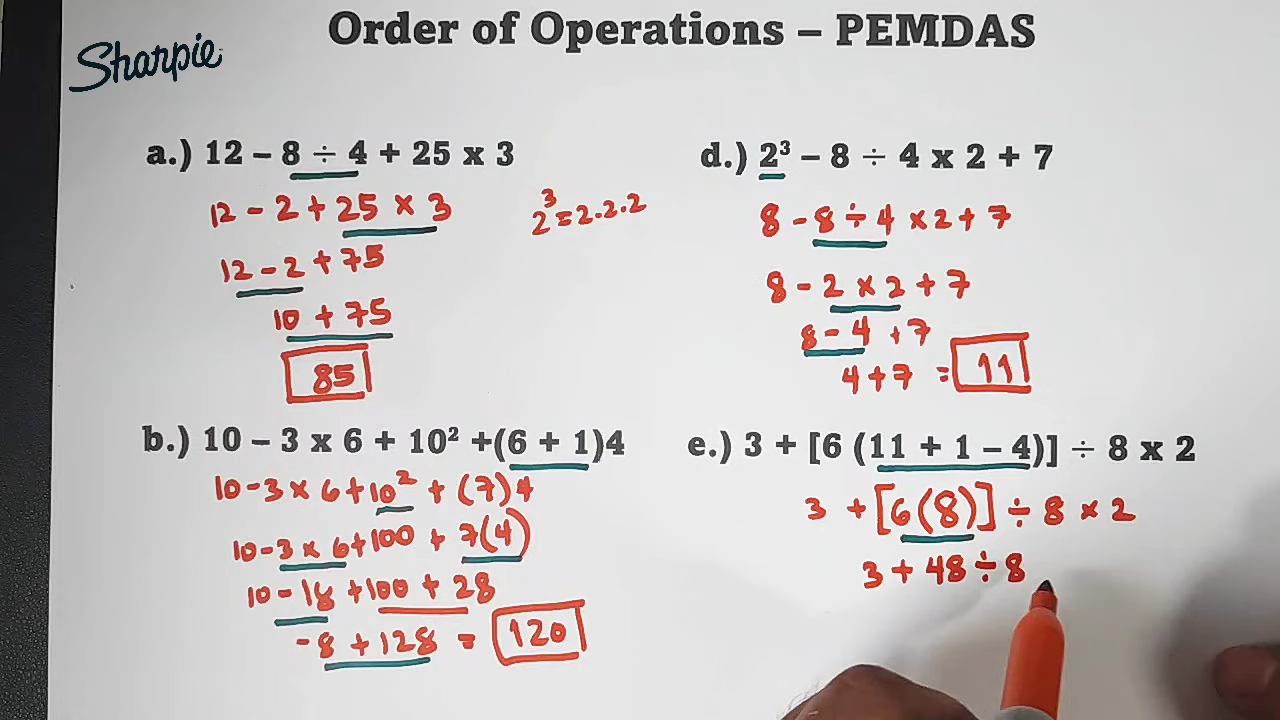 Order of Operations – PEMDAS
Sharpie
a.) 12 – 8 ÷ 4 + 25 x 3
12 - 2 + 25 × 3
2³ = 2·2·2
12 - 2 + 75
10 + 75
85
b.) 10 – 3 x 6 + 10² +(6 + 1)4
10 - 3 × 6 + 10² + (7)4
10 - 3 × 6 + 100 + 7(4)
10 - 18 + 100 + 28
-8 + 128 = 120
d.) 2³ – 8 ÷ 4 x 2 + 7
8 - 8 ÷ 4 × 2 + 7
8 - 2 × 2 + 7
8 - 4 + 7
4 + 7 = 11
e.) 3 + [6 (11 + 1 – 4)] ÷ 8 x 2
3 + [6(8)] ÷ 8 × 2
3 + 48 ÷ 8